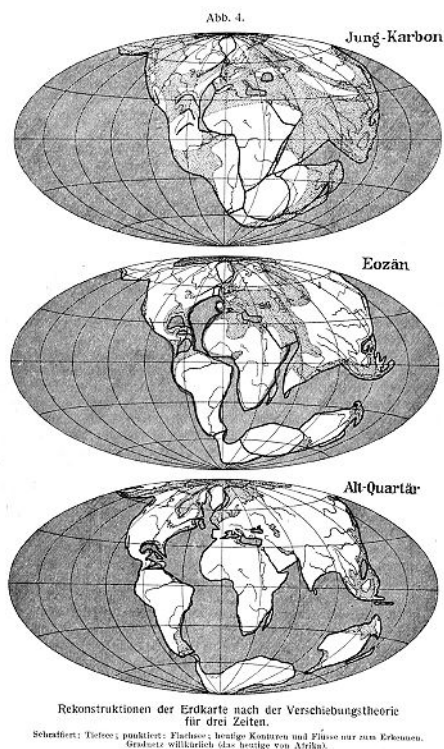 Abb. 4.
Jung-Karbon
Eozän
Alt-Quartär
Rekonstruktionen der Erdkarte nach der Verschiebungstheorie
für drei Zeiten.
Schraffiert: Tiefsee; punktiert: Flachsee; heutige Konturen und Flüsse nur zum Erkennen.
Gradnetz willkürlich (das heutige von Afrika).